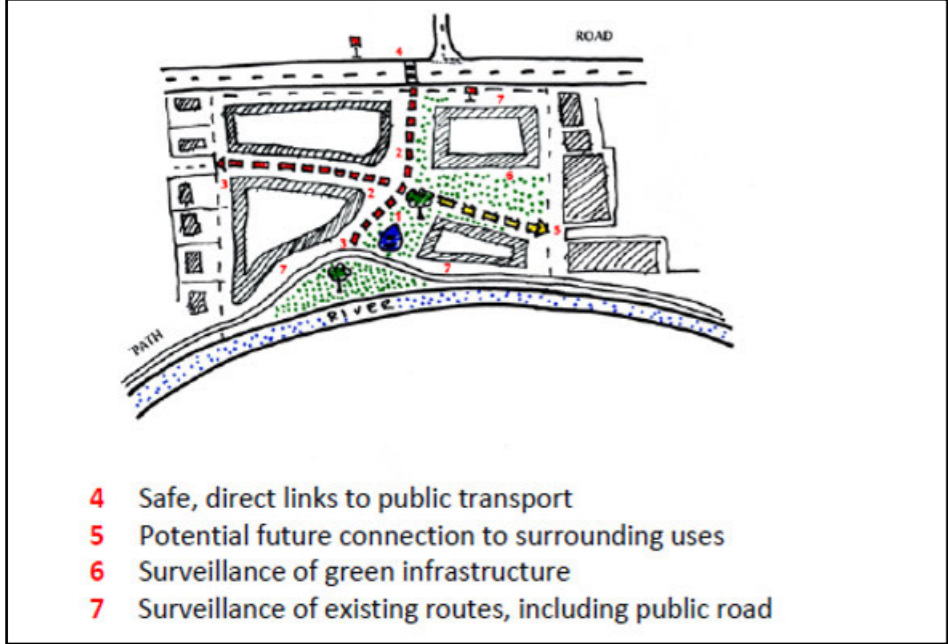 ROAD
4
7
2
6
3
2
1
5
3
7
7
RIVER
PATH
4 Safe, direct links to public transport
5 Potential future connection to surrounding uses
6 Surveillance of green infrastructure
7 Surveillance of existing routes, including public road